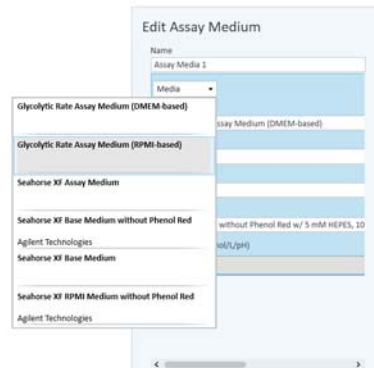 Edit Assay Medium
Name
Assay Media 1
Media
Glycolytic Rate Assay Medium (DMEM-based)
ssay Medium (DMEM-based)
Glycolytic Rate Assay Medium (RPMI-based)
Seahorse XF Assay Medium
Seahorse XF Base Medium without Phenol Red
without Phenol Red w/ 5 mM HEPES, 10
Agilent Technologies
ol/L/pH)
Seahorse XF Base Medium
Seahorse XF RPMI Medium without Phenol Red
Agilent Technologies